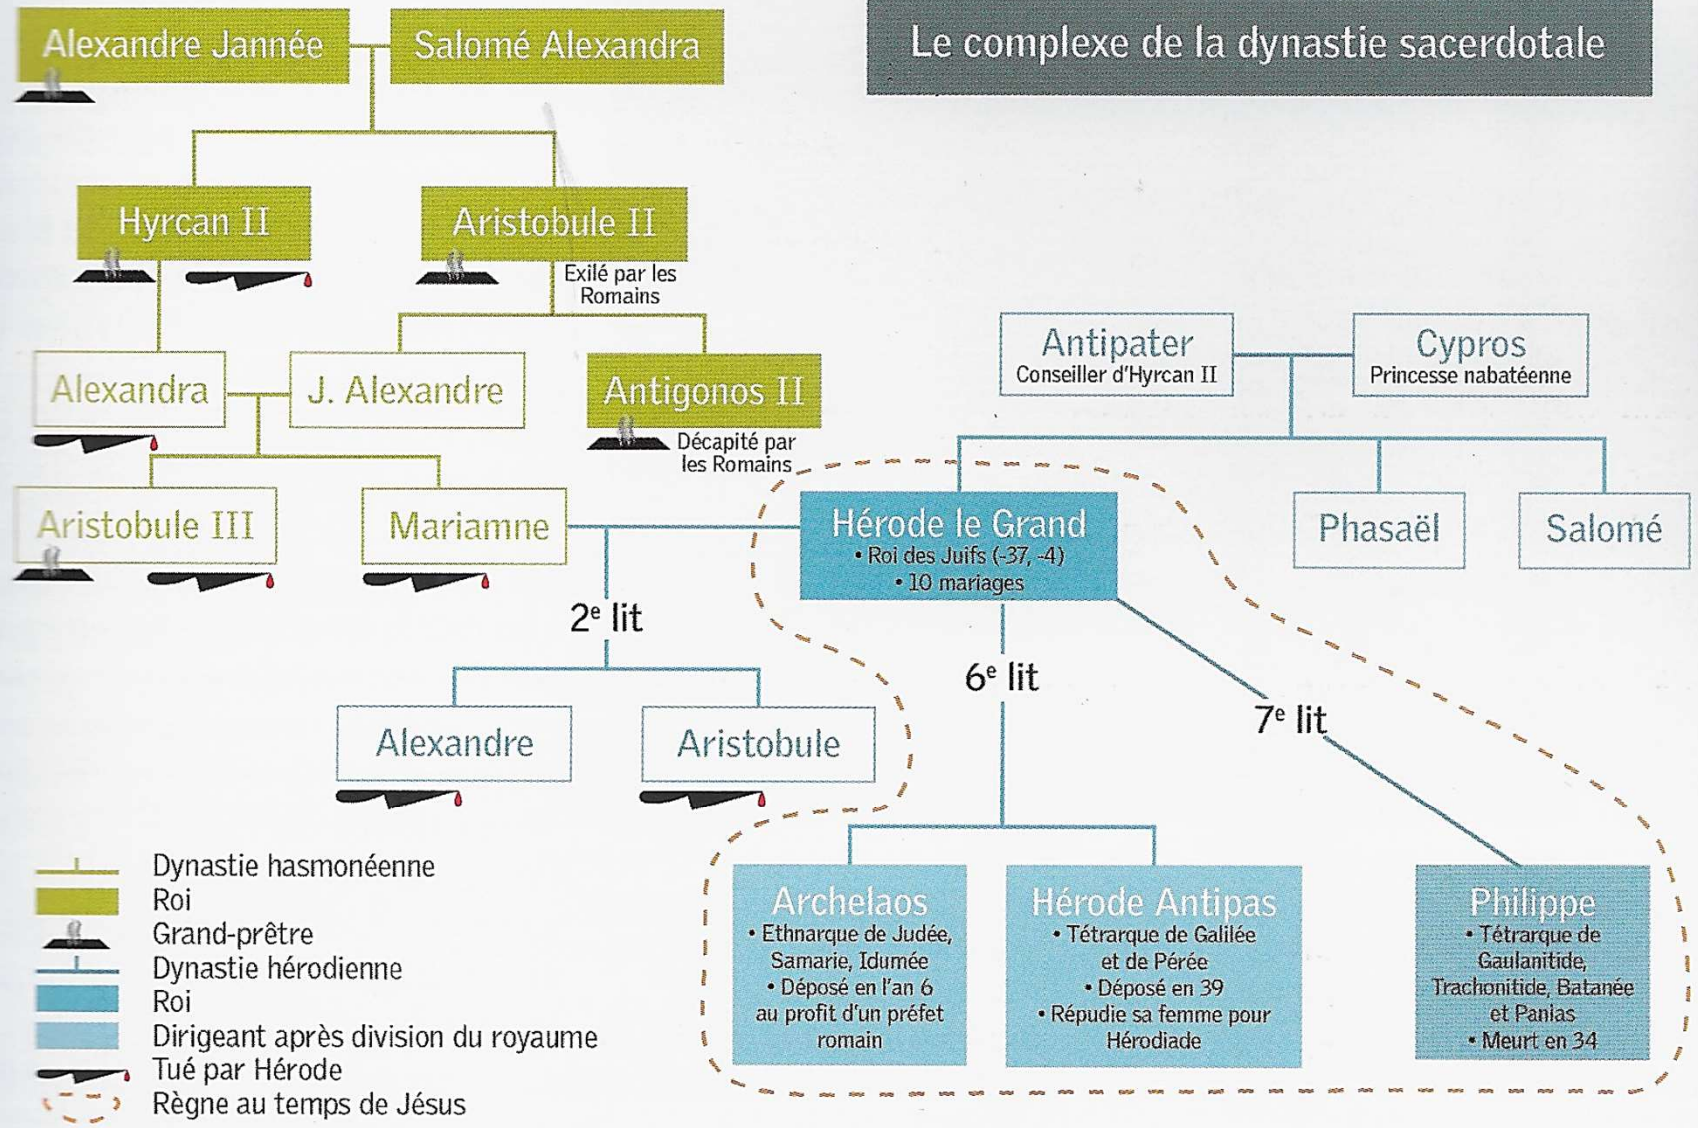 Le complexe de la dynastie sacerdotale
Alexandre Jannée
Salomé Alexandra
Hyrcan II
Aristobule II
Exilé par les
Romains
Alexandra
J. Alexandre
Antigonos II
Décapité par
les Romains
Antipater
Conseiller d'Hyrcan II
Cypros
Princesse nabatéenne
Aristobule III
Mariamne
Hérode le Grand
• Roi des Juifs (-37, -4)
• 10 mariages
Phasaël
Salomé
2e lit
6e lit
7e lit
Alexandre
Aristobule
Archelaos
• Ethnarque de Judée,
Samarie, Idumée
• Déposé en l'an 6
au profit d'un préfet
romain
Hérode Antipas
• Tétrarque de Galilée
et de Pérée
• Déposé en 39
• Répudie sa femme pour
Hérodiade
Philippe
• Tétrarque de
Gaulanitide,
Trachonitide, Batanée
et Panias
• Meurt en 34
Dynastie hasmonéenne
Roi
Grand-prêtre
Dynastie hérodienne
Roi
Dirigeant après division du royaume
Tué par Hérode
Règne au temps de Jésus